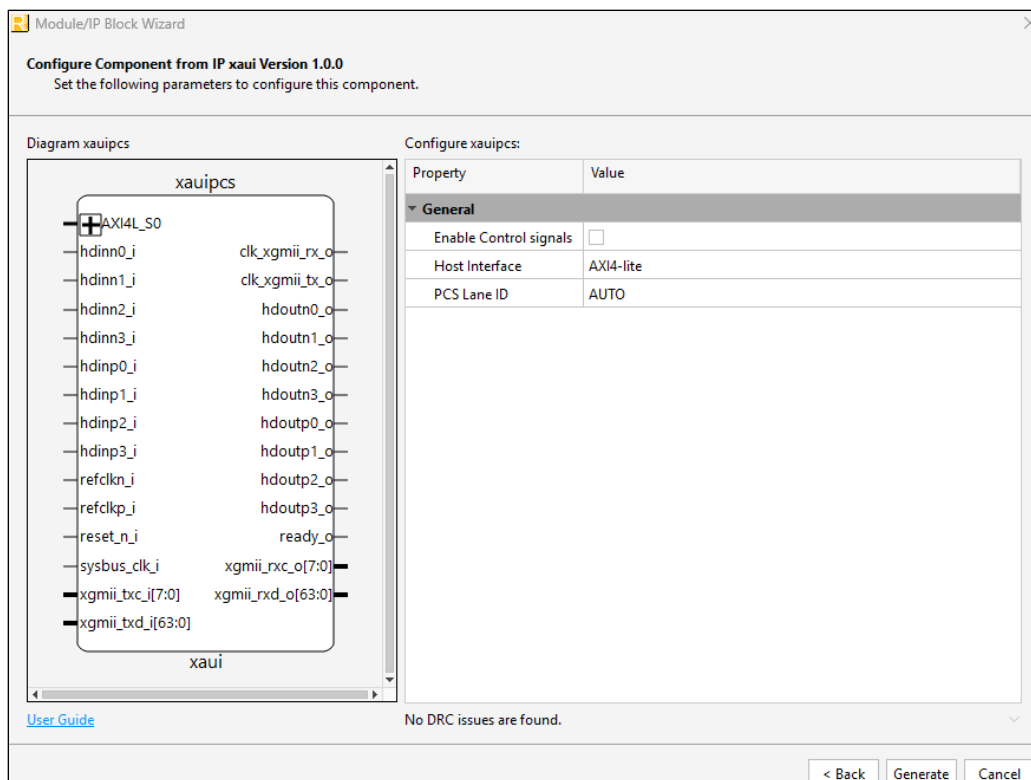 Module/IP Block Wizard
Configure Component from IP xaui Version 1.0.0
Set the following parameters to configure this component.
Diagram xauipcs
xauipcs
AXI4L_S0
hdinn0_i clk_xgmii_rx_o
hdinn1_i clk_xgmii_tx_o
hdinn2_i hdoutn0_o
hdinn3_i hdoutn1_o
hdinp0_i hdoutn2_o
hdinp1_i hdoutn3_o
hdinp2_i hdoutp0_o
hdinp3_i hdoutp1_o
refclkn_i hdoutp2_o
refclkp_i hdoutp3_o
reset_n_i ready_o
sysbus_clk_i xgmii_rxc_o[7:0]
xgmii_txc_i[7:0] xgmii_rxd_o[63:0]
xgmii_txd_i[63:0]
xaui
User Guide
Configure xauipcs:
Property Value
General
Enable Control signals
Host Interface AXI4-lite
PCS Lane ID AUTO
No DRC issues are found.
< Back Generate Cancel